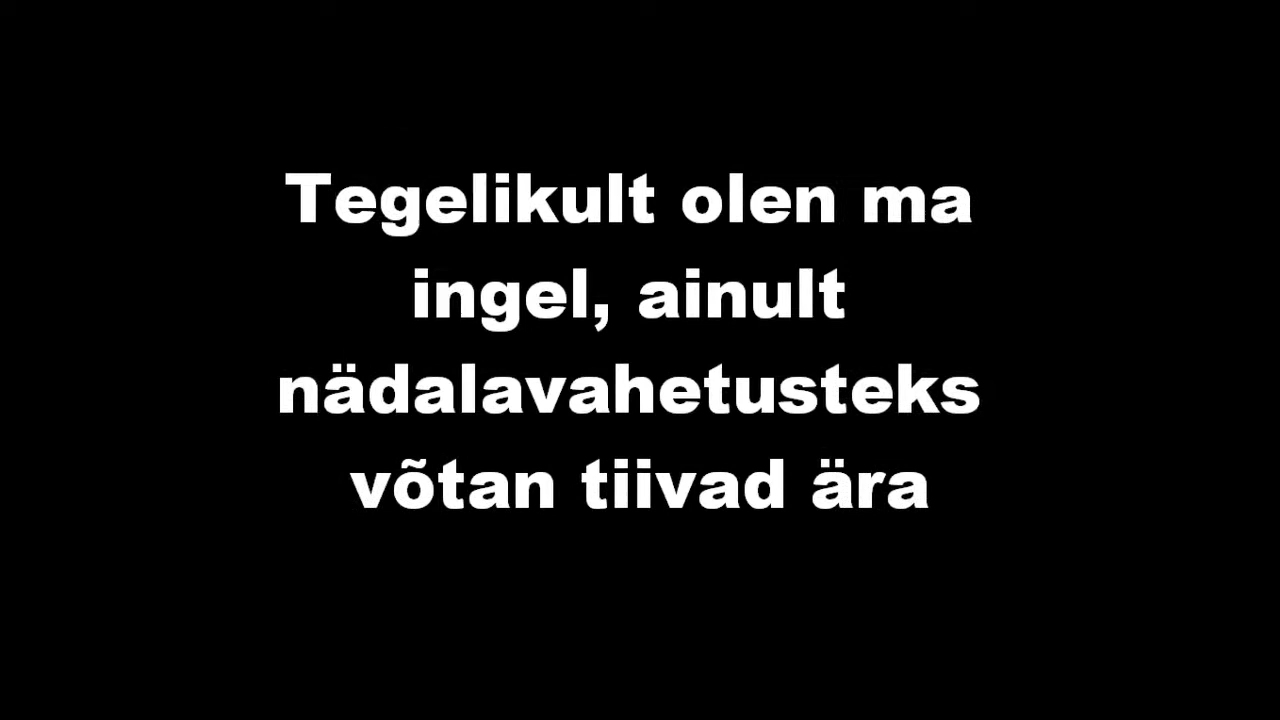 Tegelikult olen ma
ingel, ainult
nädalavahetusteks
võtan tiivad ära